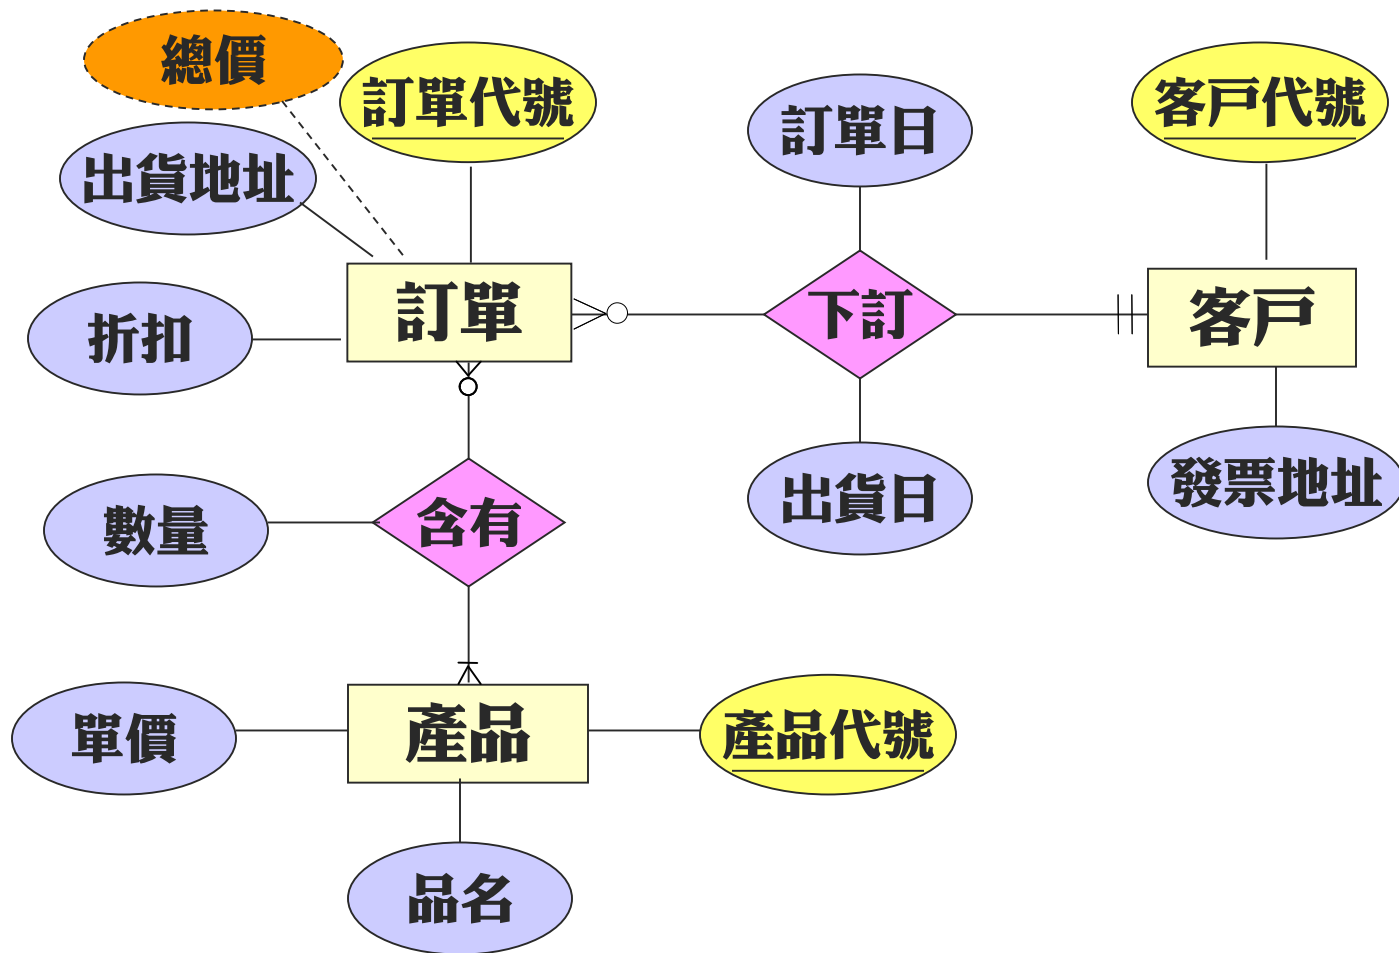 總價
訂單代號
客戶代號
訂單日
出貨地址
訂單
下訂
客戶
折扣
發票地址
出貨日
數量
含有
單價
產品
產品代號
品名